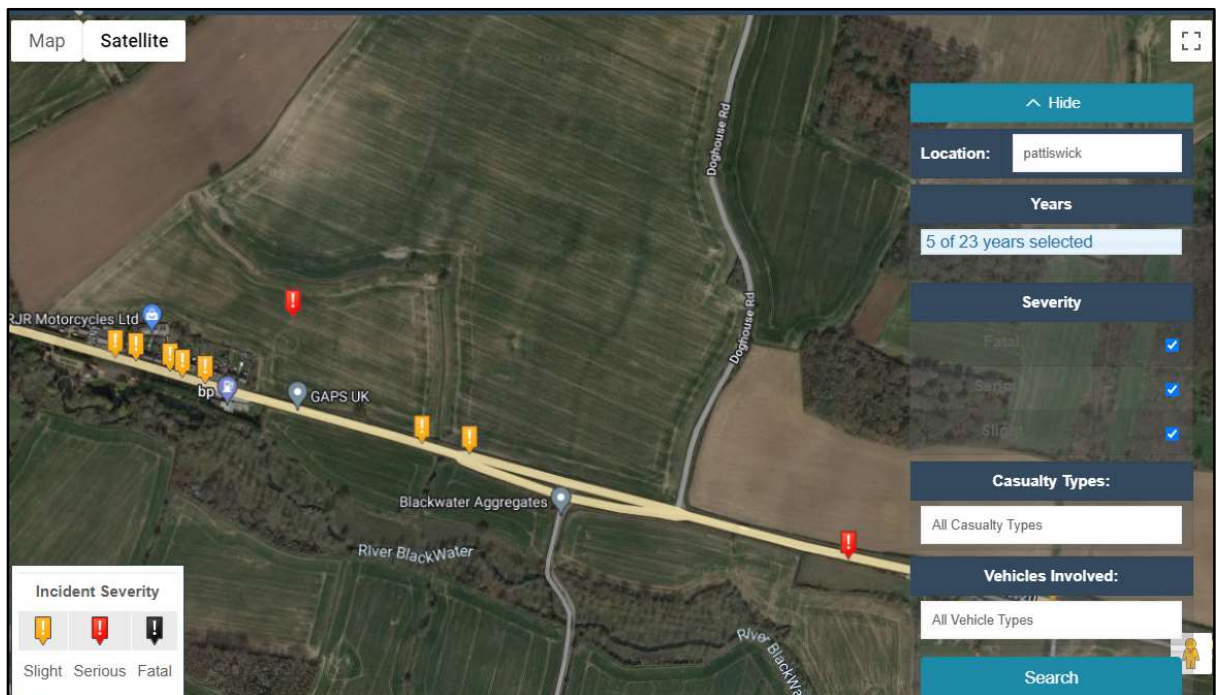 Map Satellite
Hide
Location: pattiswick
Years
5 of 23 years selected
Severity
Fatal
Serious
Slight
Casualty Types:
All Casualty Types
Vehicles Involved:
All Vehicle Types
Search
Doghouse Rd
Doghouse Rd
RJR Motorcycles Ltd
bp
GAPS UK
Blackwater Aggregates
River BlackWater
River BlackWater
Incident Severity
Slight Serious Fatal